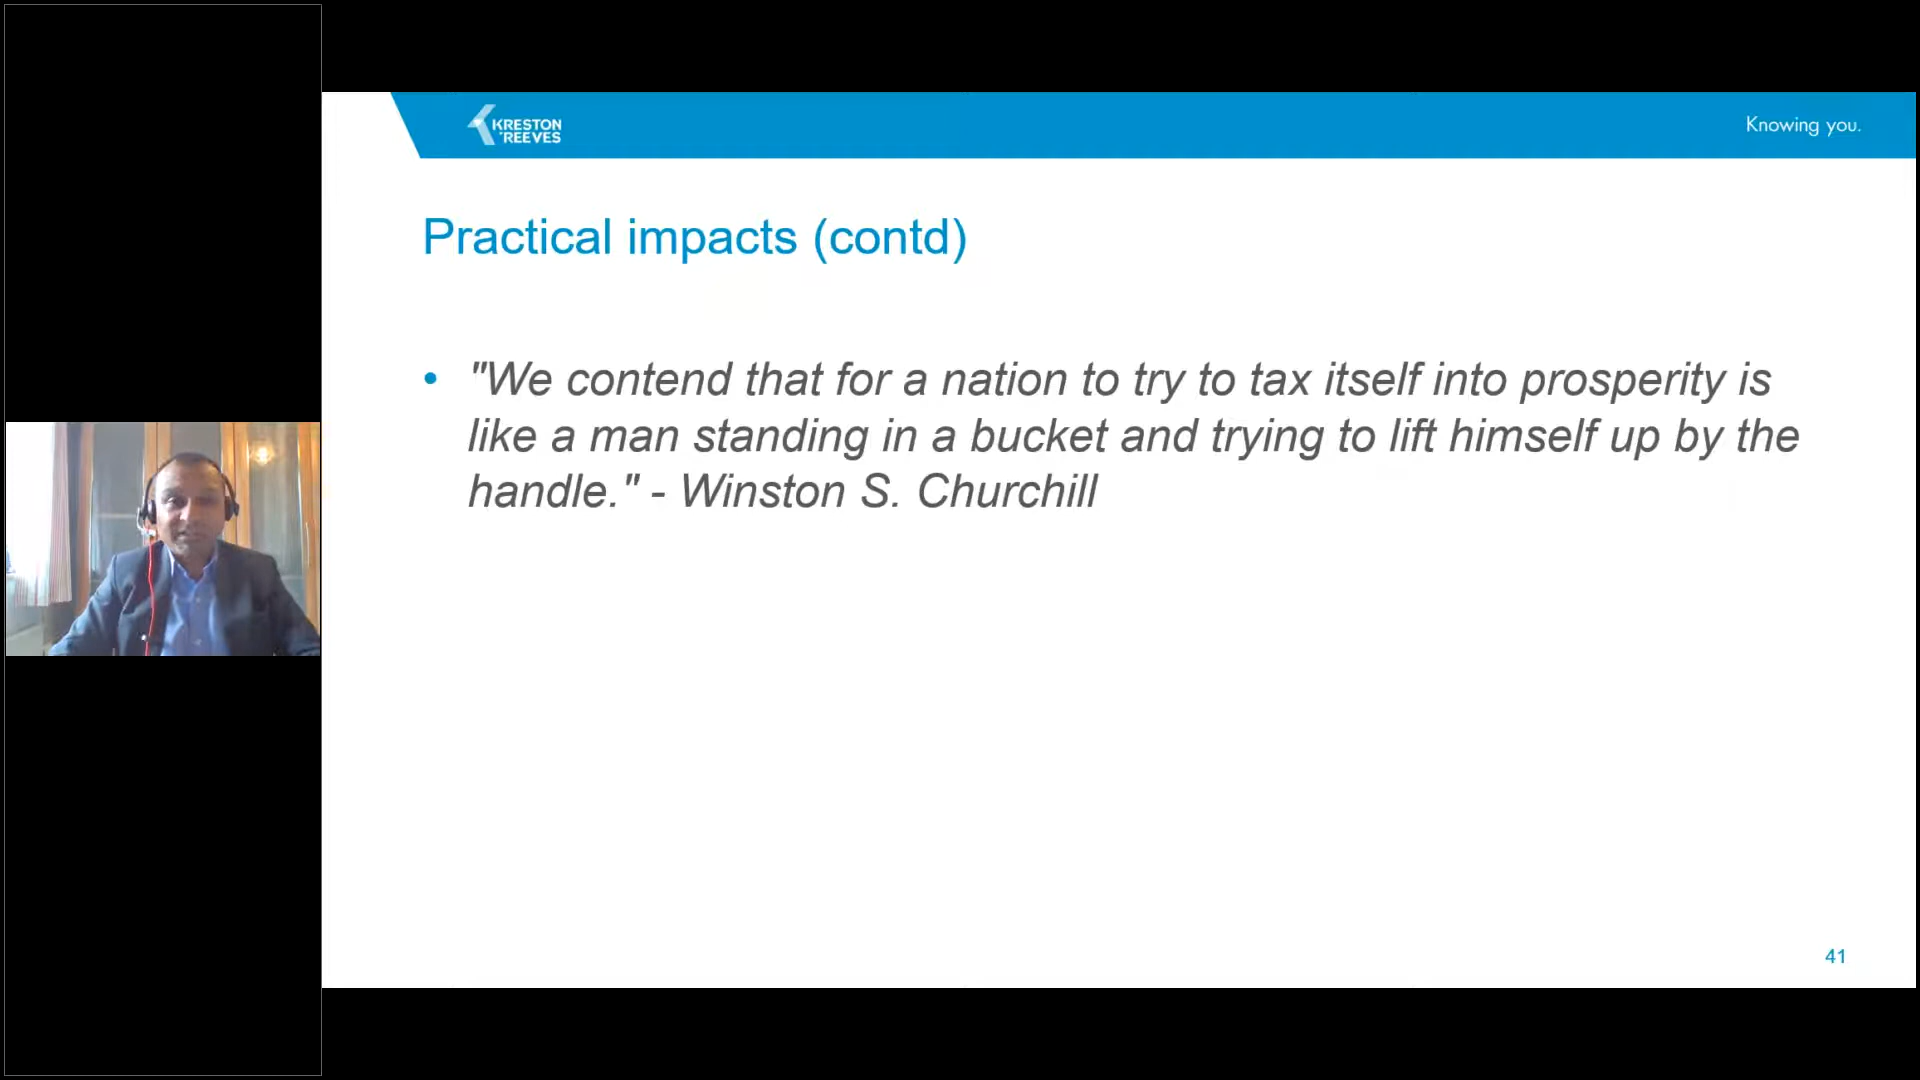 KRESTON
REEVES
Knowing you.
Practical impacts (contd)
• "We contend that for a nation to try to tax itself into prosperity is
like a man standing in a bucket and trying to lift himself up by the
handle." - Winston S. Churchill
41